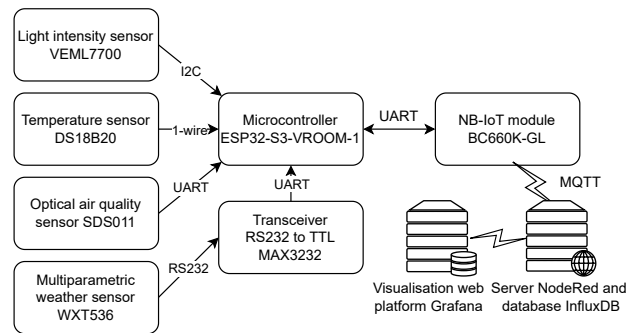 Light intensity sensor
VEML7700
I2C
Temperature sensor
DS18B20
1-wire
Microcontroller
ESP32-S3-VROOM-1
UART
NB-IoT module
BC660K-GL
UART
UART
MQTT
Optical air quality
sensor SDS011
Transceiver
RS232 to TTL
MAX3232
RS232
Multiparametric
weather sensor
WXT536
Visualisation web
platform Grafana
Server NodeRed and
database InfluxDB